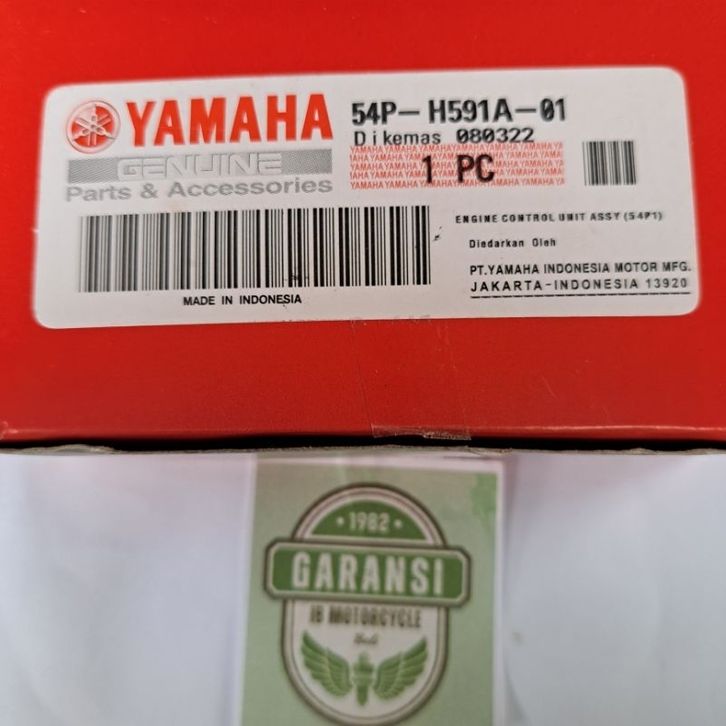 YAMAHA
GENUINE
Parts & Accessories
54P-H591A-01
Dikemas 080322
1 PC
ENGINE CONTROL UNIT ASSY (54P1)
Diedarkan Oleh
PT.YAMAHA INDONESIA MOTOR MFG.
JAKARTA-INDONESIA 13920
MADE IN INDONESIA
1982
GARANSI
IB MOTORCYCLE